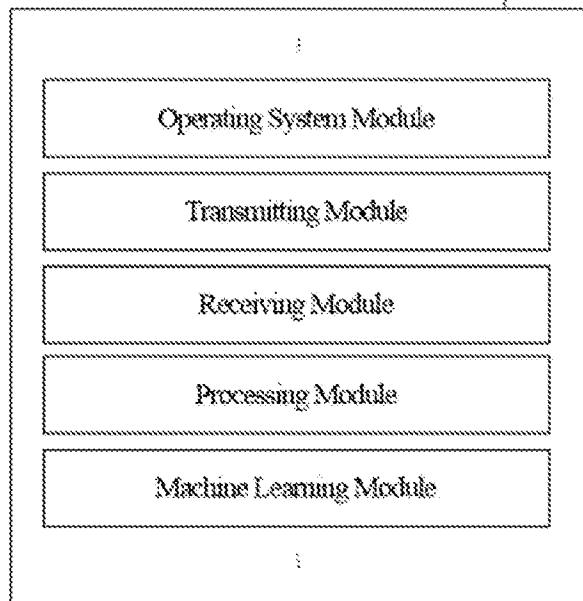 Operating System Module
Transmitting Module
Receiving Module
Processing Module
Machine Learning Module